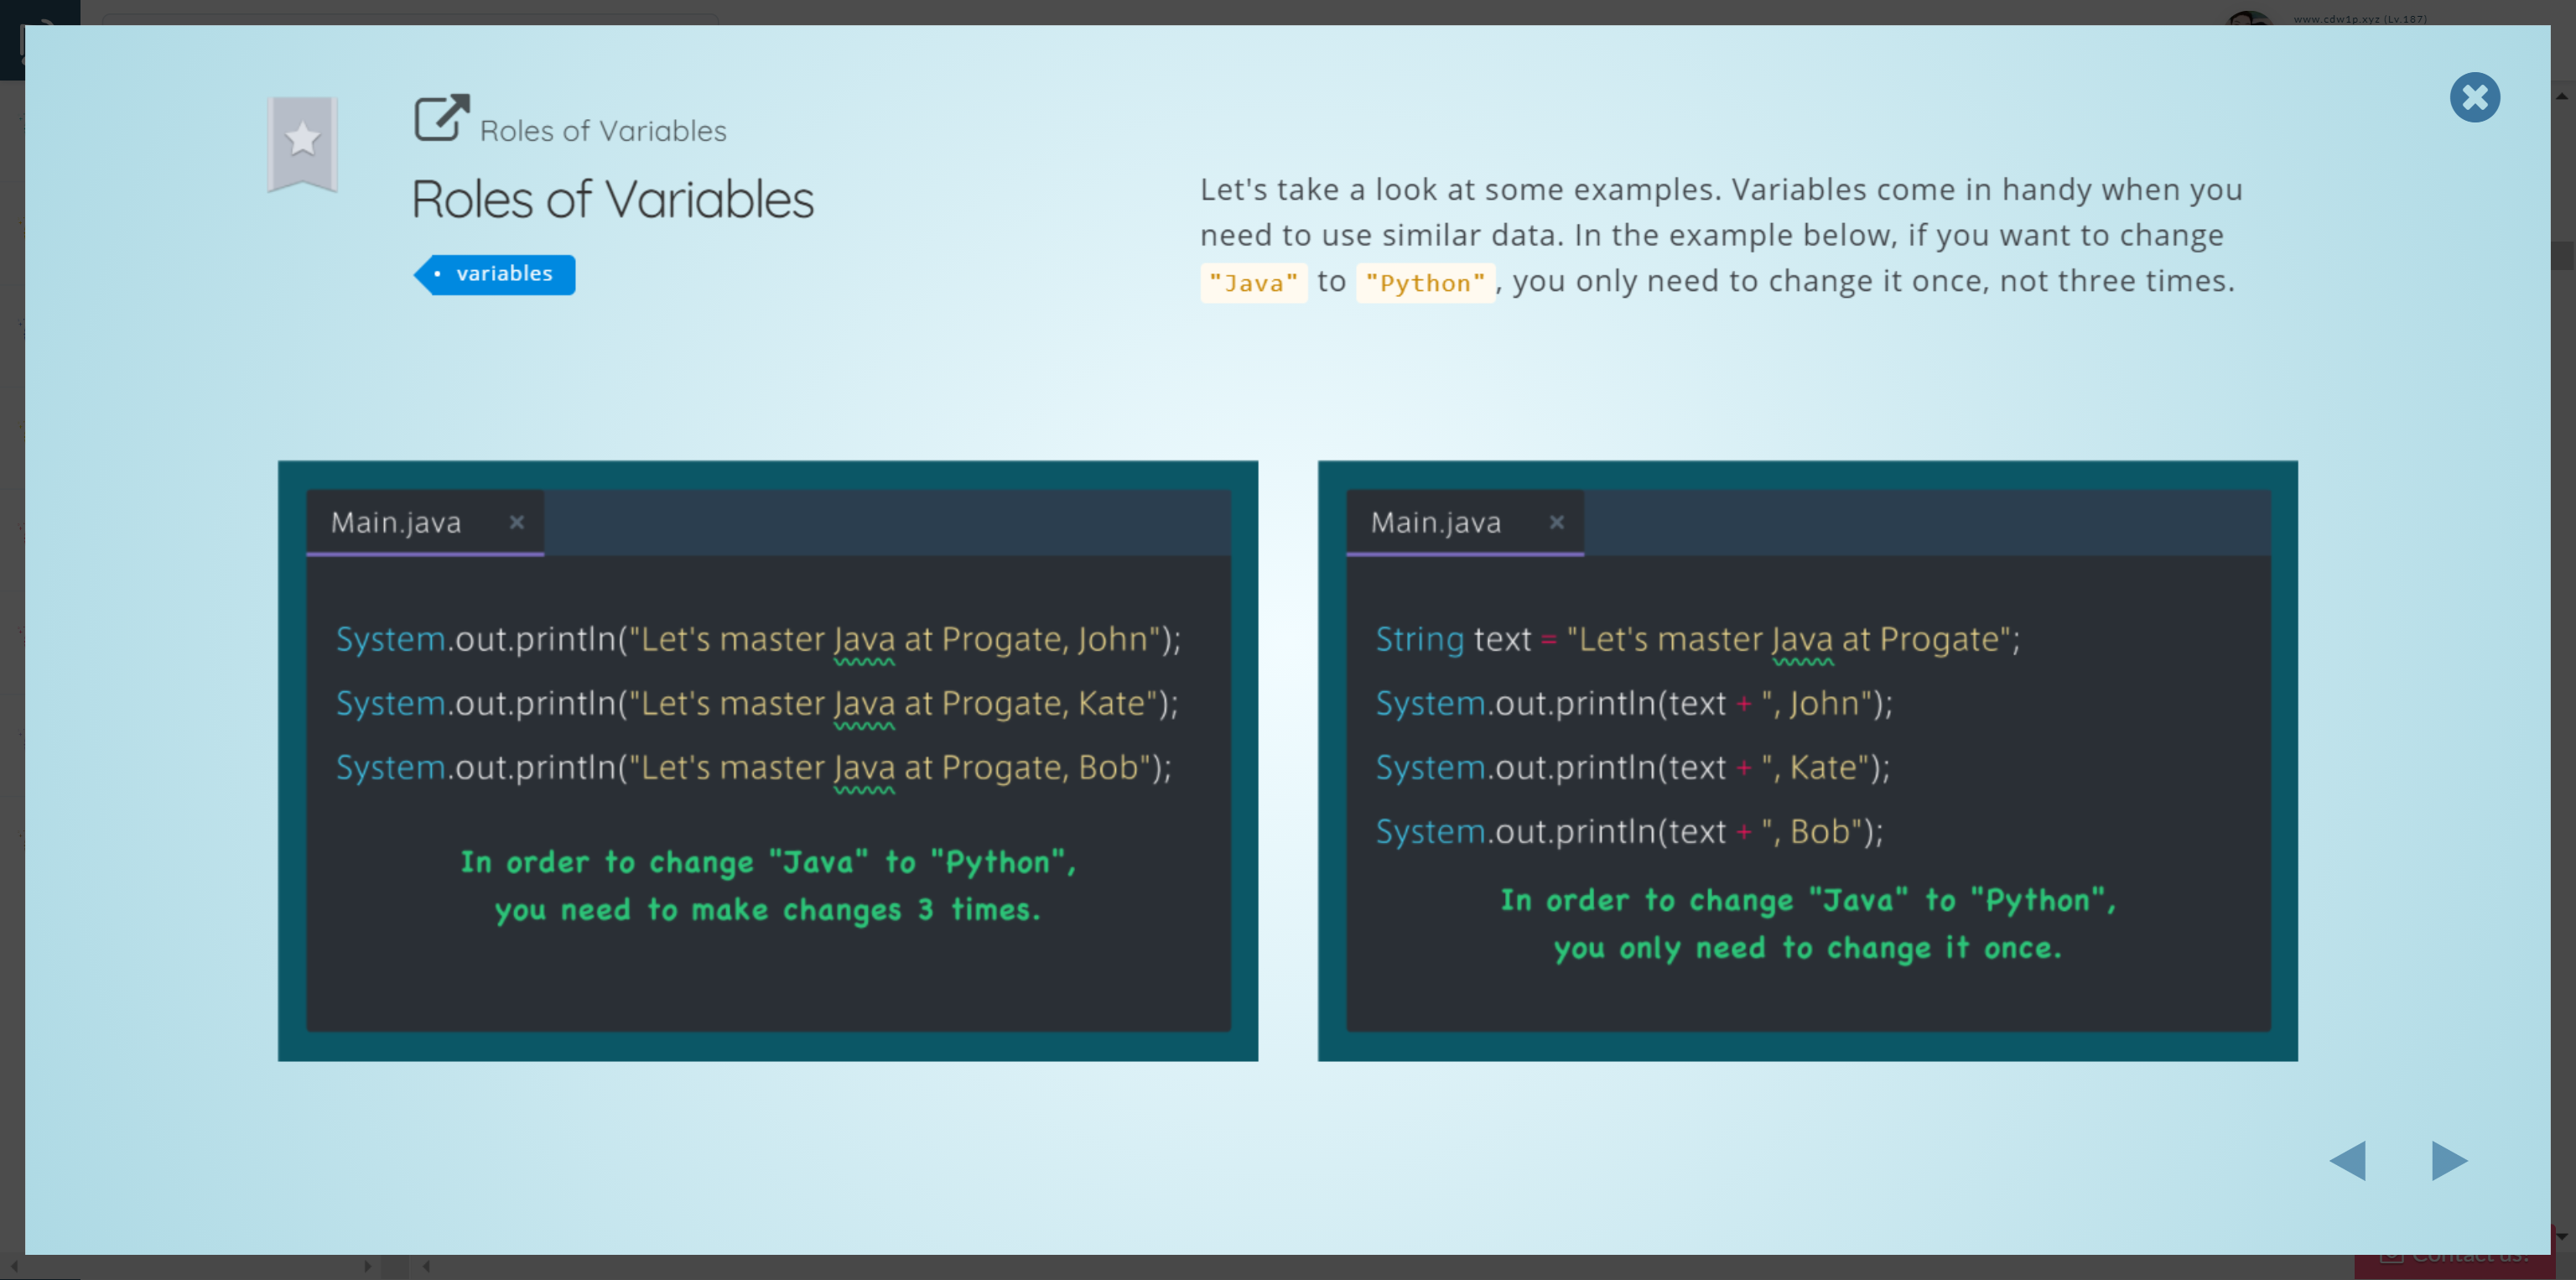 www.cdw1p.xyz (Lv.187)
Roles of Variables
Roles of Variables
• variables
Let's take a look at some examples. Variables come in handy when you
need to use similar data. In the example below, if you want to change
"Java" to "Python", you only need to change it once, not three times.
Main.java ×
System.out.println("Let's master Java at Progate, John");
System.out.println("Let's master Java at Progate, Kate");
System.out.println("Let's master Java at Progate, Bob");
In order to change "Java" to "Python",
you need to make changes 3 times.
Main.java ×
String text = "Let's master Java at Progate";
System.out.println(text + ", John");
System.out.println(text + ", Kate");
System.out.println(text + ", Bob");
In order to change "Java" to "Python",
you only need to change it once.
Contact us!